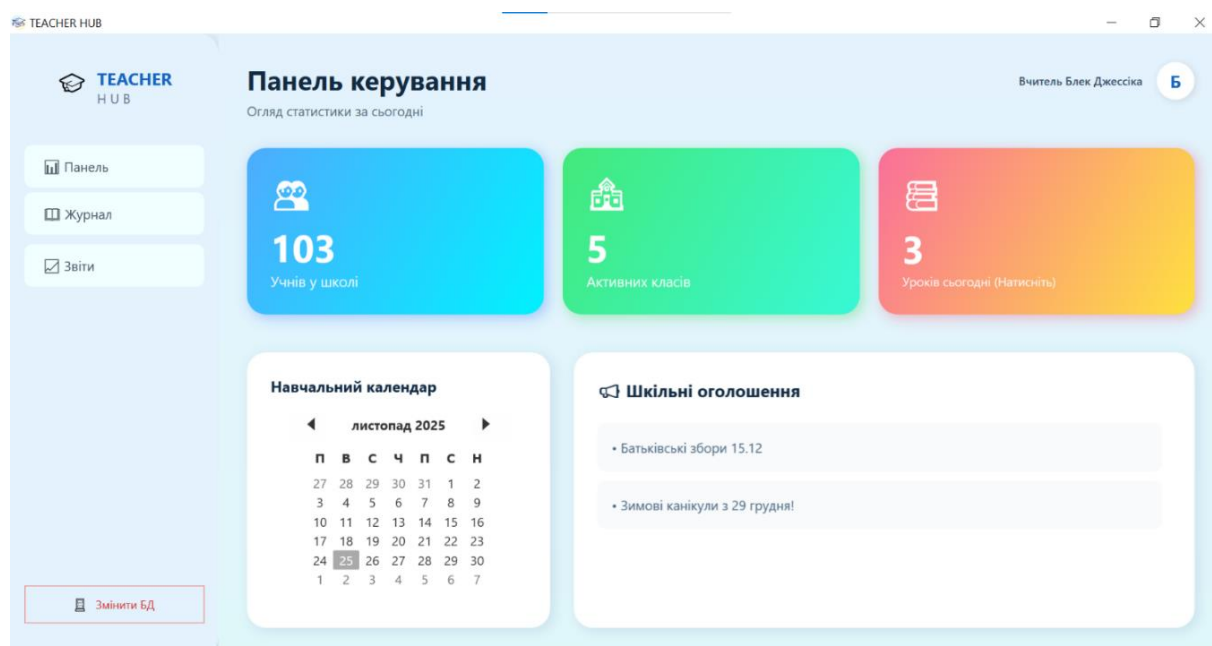 TEACHER HUB
TEACHER
HUB
Панель керування
Огляд статистики за сьогодні
Вчитель Блек Джессіка
Б
Панель
Журнал
Звіти
103
Учнів у школі
5
Активних класів
3
Уроків сьогодні (Натисніть)
Навчальний календар
листопад 2025
П В С Ч П С Н
27 28 29 30 31 1 2
3 4 5 6 7 8 9
10 11 12 13 14 15 16
17 18 19 20 21 22 23
24 25 26 27 28 29 30
1 2 3 4 5 6 7
Шкільні оголошення
• Батьківські збори 15.12
• Зимові канікули з 29 грудня!
Змінити БД